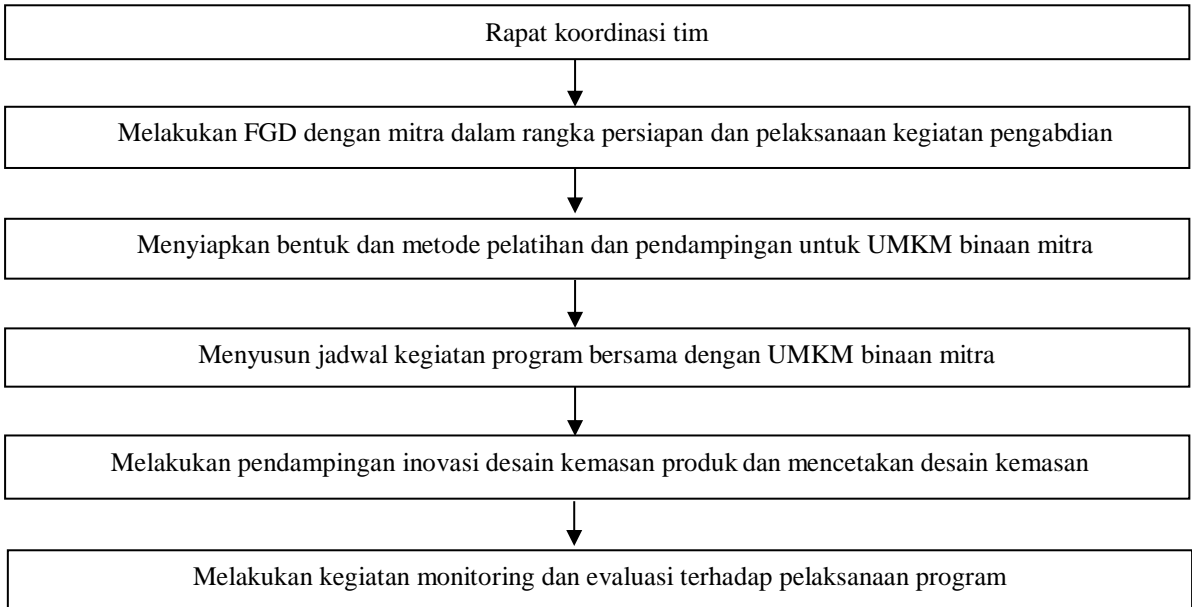 Rapat koordinasi tim
Melakukan FGD dengan mitra dalam rangka persiapan dan pelaksanaan kegiatan pengabdian
Menyiapkan bentuk dan metode pelatihan dan pendampingan untuk UMKM binaan mitra
Menyusun jadwal kegiatan program bersama dengan UMKM binaan mitra
Melakukan pendampingan inovasi desain kemasan produk dan mencetakan desain kemasan
Melakukan kegiatan monitoring dan evaluasi terhadap pelaksanaan program